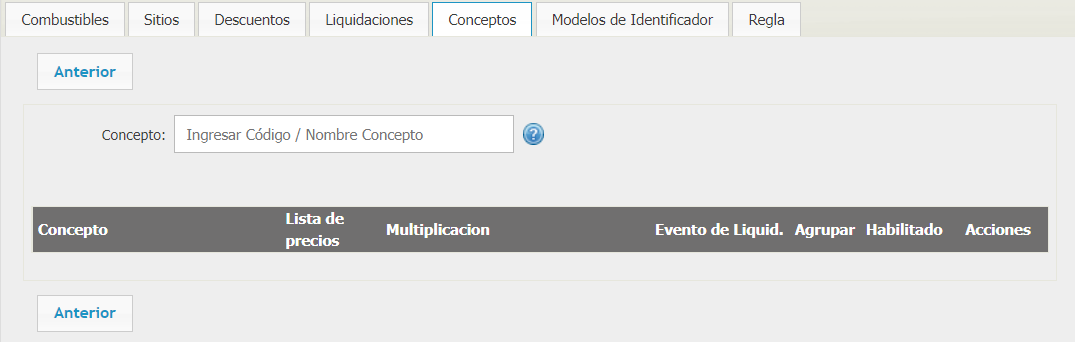 Combustibles Sitios Descuentos Liquidaciones Conceptos Modelos de Identificador Regla
Anterior
Concepto: Ingresar Código / Nombre Concepto ?
Concepto Lista de precios Multiplicacion Evento de Liquid. Agrupar Habilitado Acciones
Anterior